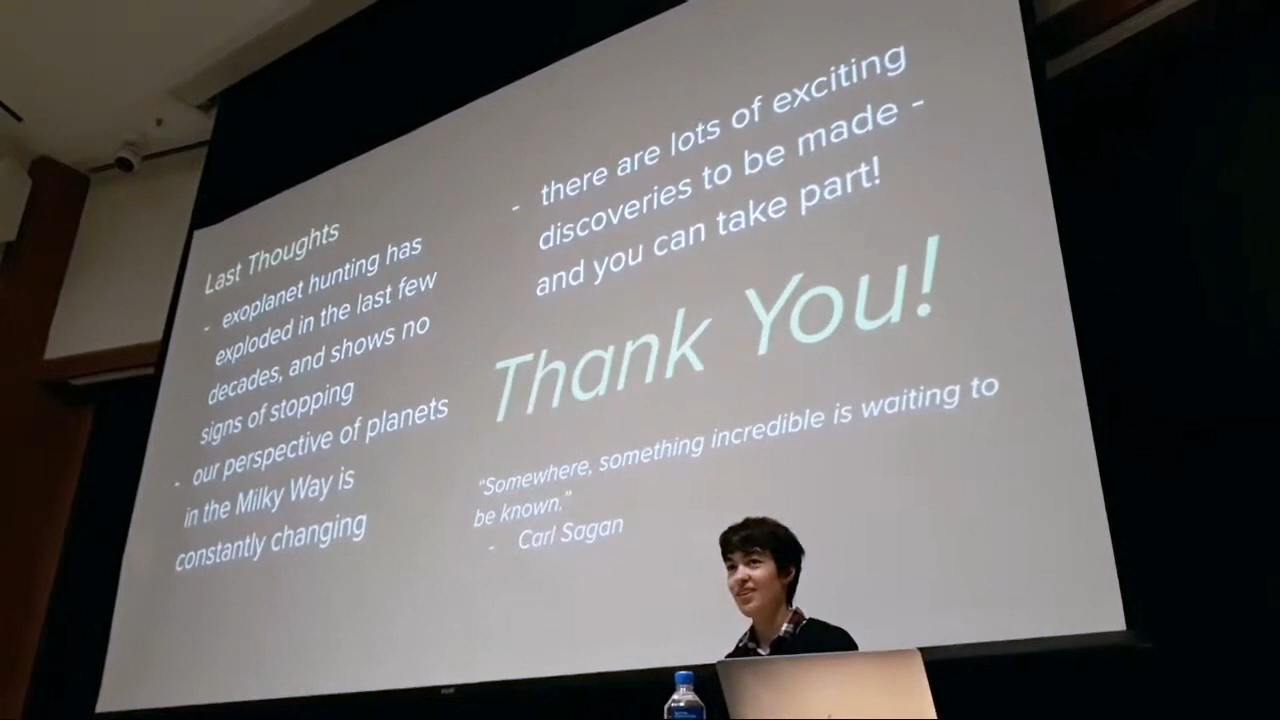 Last Thoughts
- exoplanet hunting has
exploded in the last few
decades, and shows no
signs of stopping
- our perspective of planets
in the Milky Way is
constantly changing
- there are lots of exciting
discoveries to be made -
and you can take part!
Thank You!
“Somewhere, something incredible is waiting to
be known.”
- Carl Sagan